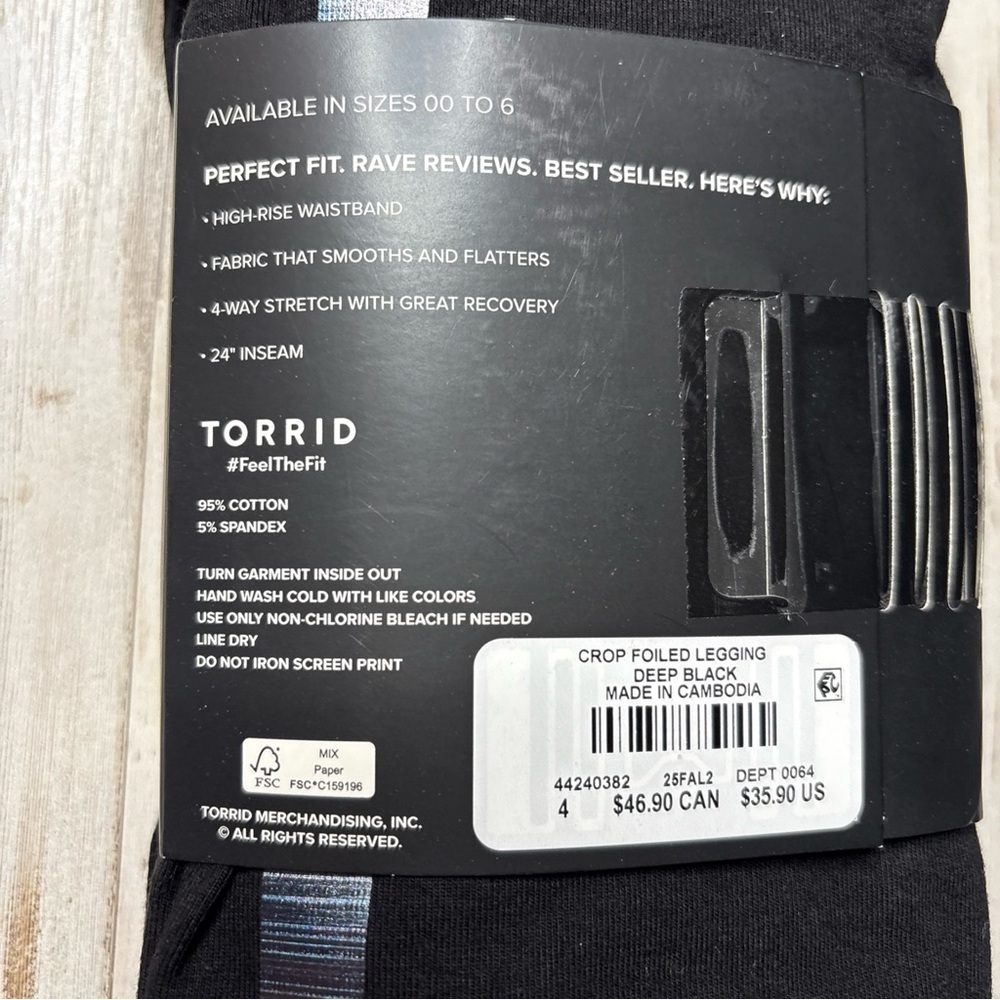 AVAILABLE IN SIZES 00 TO 6
PERFECT FIT. RAVE REVIEWS. BEST SELLER. HERE'S WHY:
• HIGH-RISE WAISTBAND
• FABRIC THAT SMOOTHS AND FLATTERS
• 4-WAY STRETCH WITH GREAT RECOVERY
• 24" INSEAM
TORRID
#FeelTheFit
95% COTTON
5% SPANDEX
TURN GARMENT INSIDE OUT
HAND WASH COLD WITH LIKE COLORS
USE ONLY NON-CHLORINE BLEACH IF NEEDED
LINE DRY
DO NOT IRON SCREEN PRINT
FSC
MIX
Paper
FSC® C159196
TORRID MERCHANDISING, INC.
© ALL RIGHTS RESERVED.
CROP FOILED LEGGING
DEEP BLACK
MADE IN CAMBODIA
44240382 25FAL2 DEPT 0064
4 $46.90 CAN $35.90 US